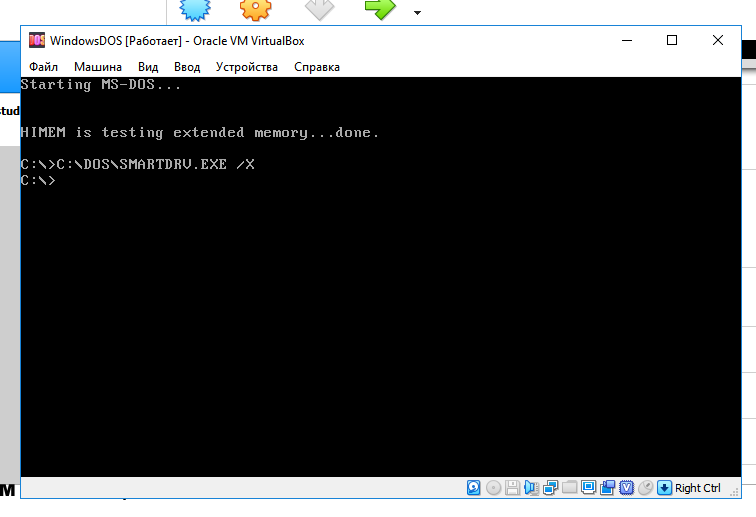 WindowsDOS [Работает] - Oracle VM VirtualBox
Файл Машина Вид Ввод Устройства Справка
Starting MS-DOS...
HIMEM is testing extended memory...done.
C:\>C:\DOS\SMARTDRV.EXE /X
C:\>
Right Ctrl